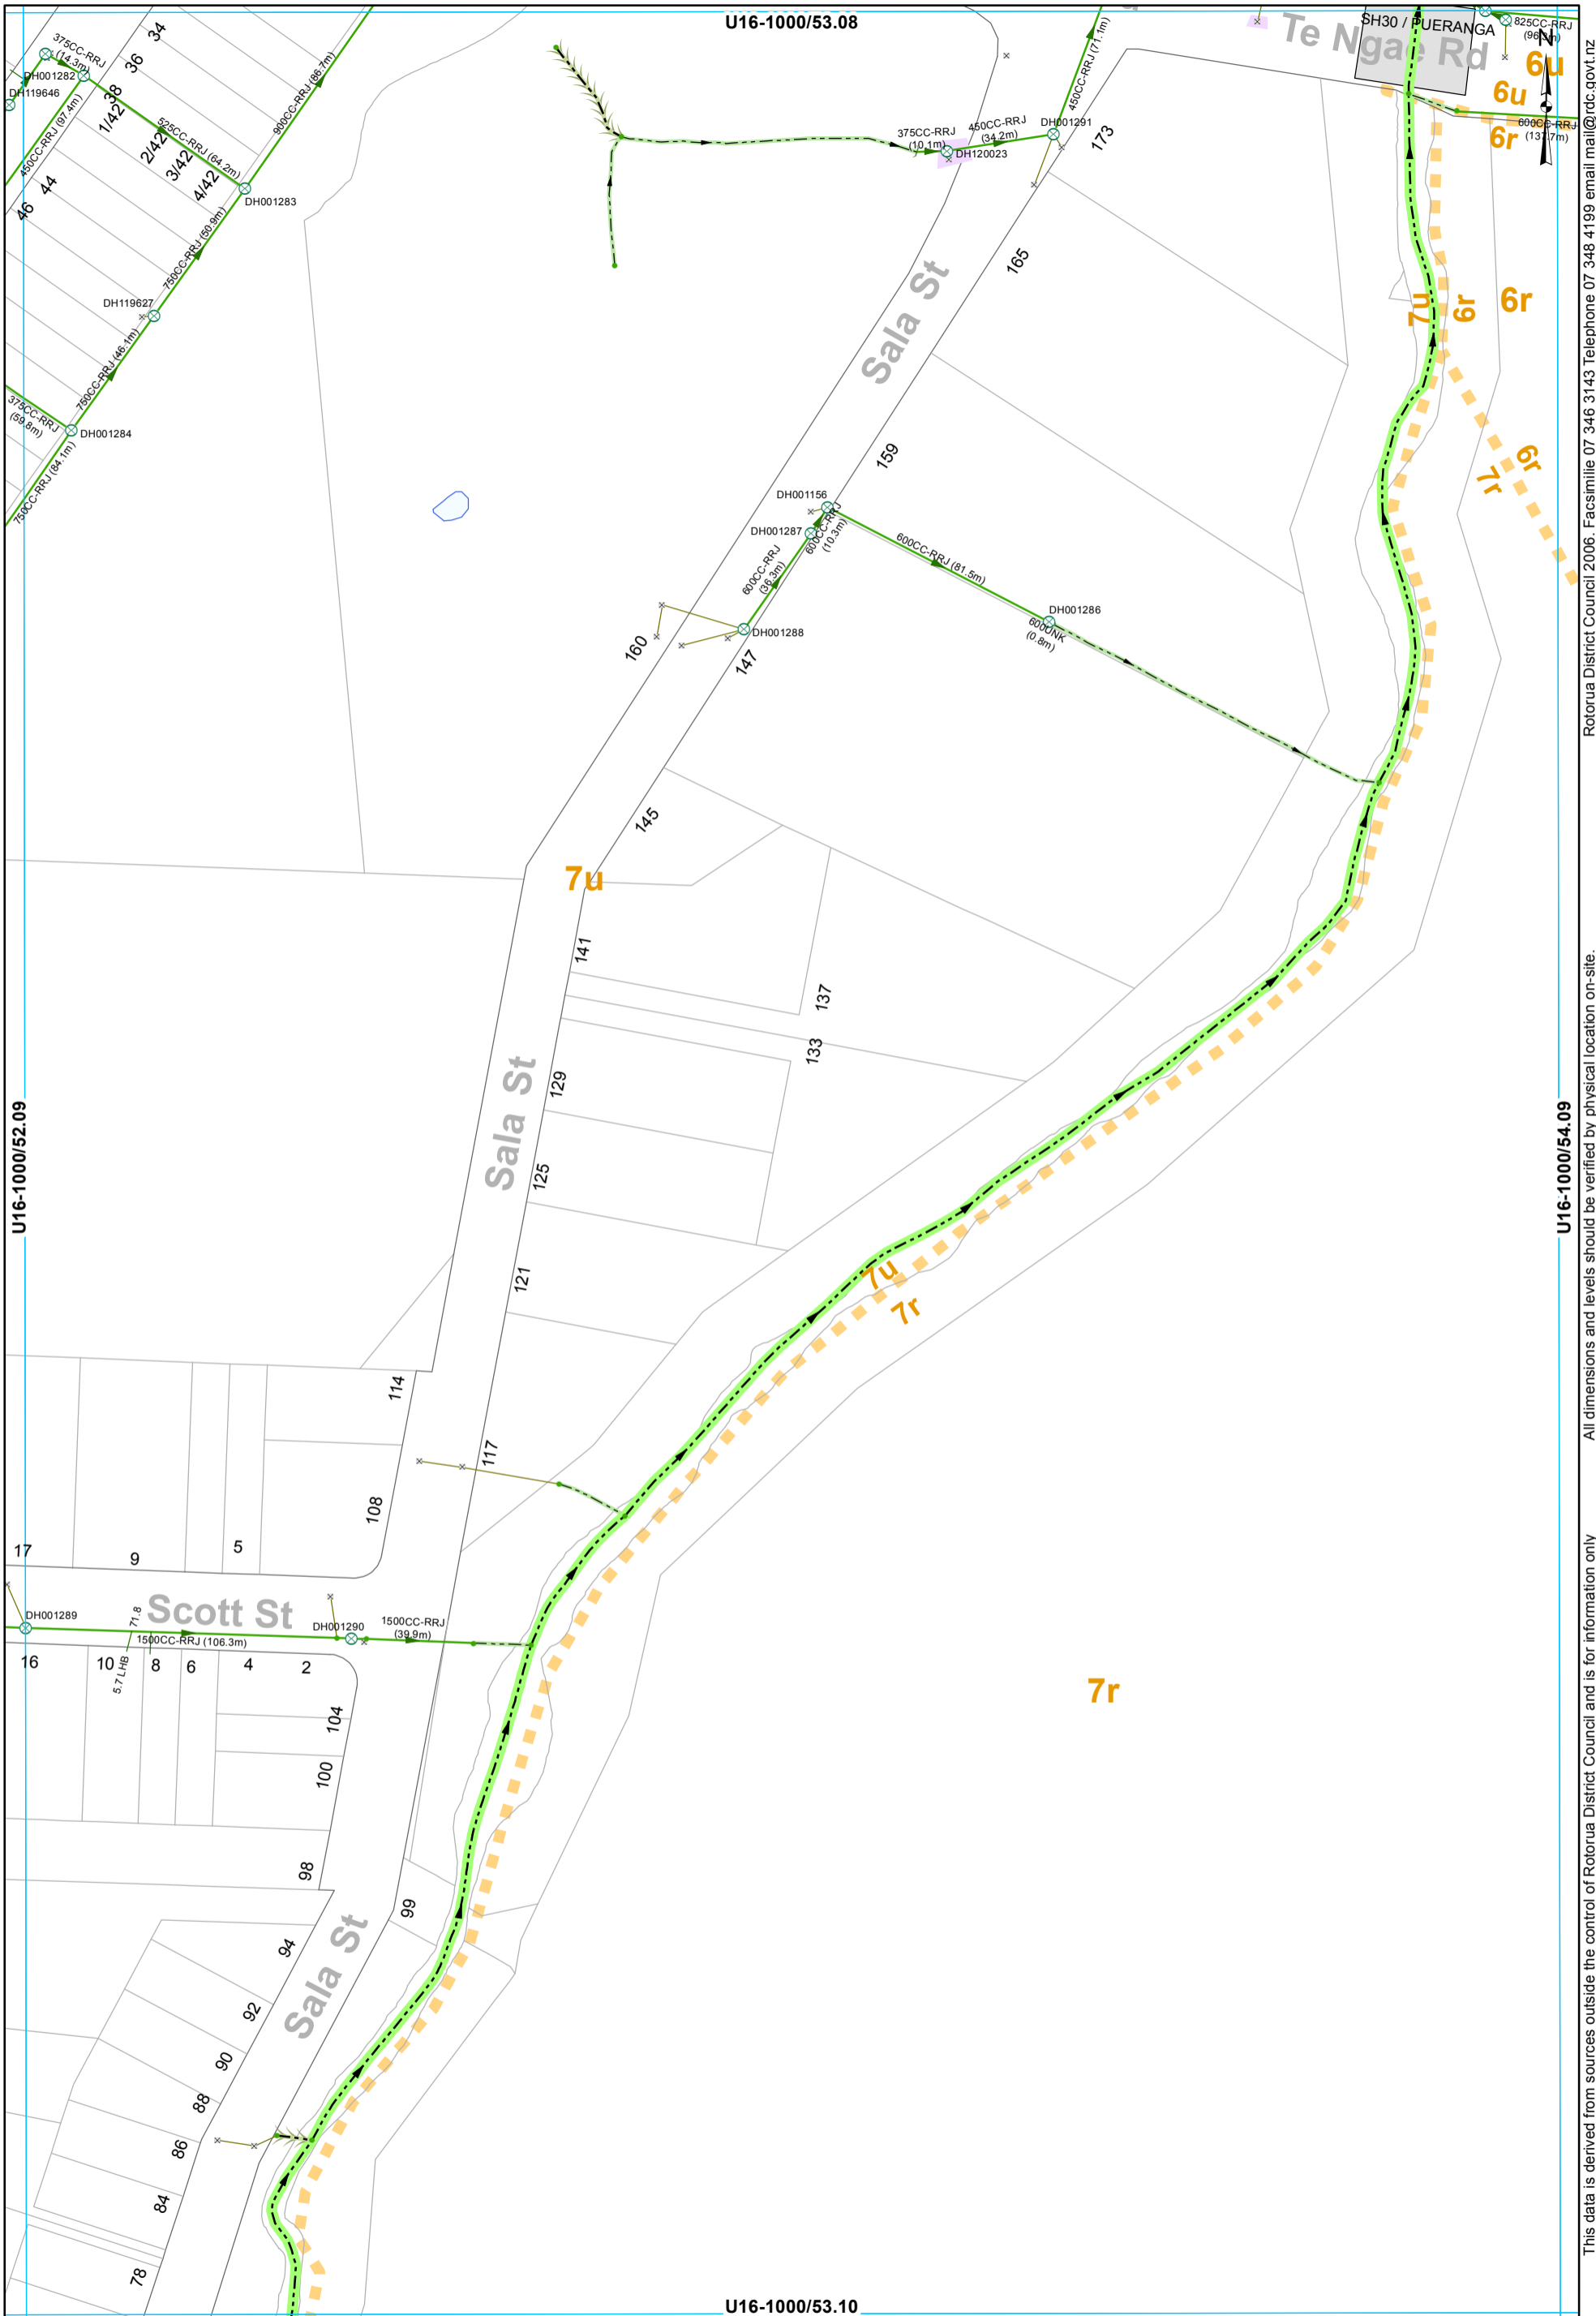 U16-1000/53.08
SH30 / PUERANGA
Te Ngae Rd
825CC-RRJ
N
6u
6u
6r
600CC-RRJ
(137.7m)
375CC-RRJ
(14.3m)
DH001282
DH119646
34
36
38
1/42
2/42
3/42
4/42
44
46
450CC-RRJ (97.4m)
525CC-RRJ (64.2m)
900CC-RRJ (86.7m)
DH001283
750CC-RRJ (50.9m)
DH119627
750CC-RRJ (46.1m)
375CC-RRJ
(59.8m)
DH001284
750CC-RRJ (84.1m)
375CC-RRJ
(10.1m)
450CC-RRJ
(34.2m)
DH001291
DH120023
450CC-RRJ (71.1m)
173
165
Sala St
7u
6r
6r
6r
7r
159
DH001156
DH001287
600CC-RRJ
(10.3m)
600CC-RRJ
(36.3m)
600CC-RRJ (81.5m)
DH001286
600UNK
(0.8m)
DH001288
160
147
145
7u
141
137
133
129
Sala St
125
121
U16-1000/52.09
U16-1000/54.09
7u
7r
114
117
108
17
9
5
Scott St
DH001289
71.8
DH001290
1500CC-RRJ
(39.9m)
1500CC-RRJ (106.3m)
16
10
5.7 LHB
8
6
4
2
7r
104
100
98
99
94
Sala St
92
90
88
86
84
78
U16-1000/53.10
This data is derived from sources outside the control of Rotorua District Council and is for information only
All dimensions and levels should be verified by physical location on-site.
Rotorua District Council 2006. Facsimilie 07 346 3143 Telephone 07 348 4199 email mail@rdc.govt.nz